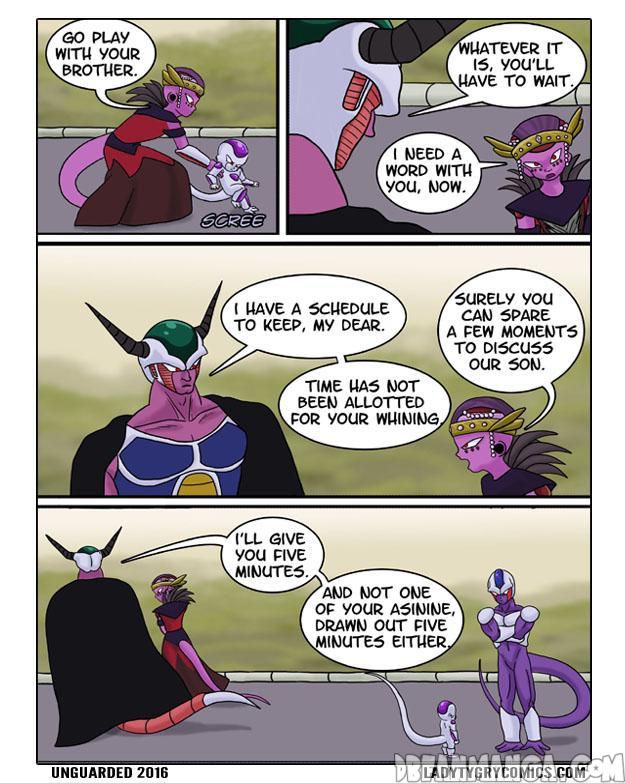 GO PLAY
WITH YOUR
BROTHER.
SCREE
WHATEVER IT
IS, YOU'LL
HAVE TO WAIT.
I NEED A
WORD WITH
YOU, NOW.
I HAVE A SCHEDULE
TO KEEP, MY DEAR.
TIME HAS NOT
BEEN ALLOTTED
FOR YOUR WHINING.
SURELY YOU
CAN SPARE
A FEW MOMENTS
TO DISCUSS
OUR SON.
I'LL GIVE
YOU FIVE
MINUTES.
AND NOT ONE
OF YOUR ASININE,
DRAWN OUT FIVE
MINUTES EITHER.
UNGUARDED 2016
LADYTYGRYCOMICS.COM
DBFANMANGA.COM